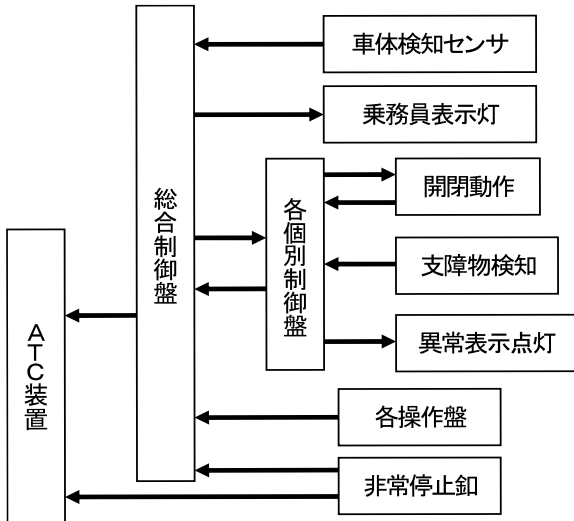 車体検知センサ
乗務員表示灯
総合制御盤
各個別制御盤
開閉動作
支障物検知
異常表示点灯
ATC装置
各操作盤
非常停止釦